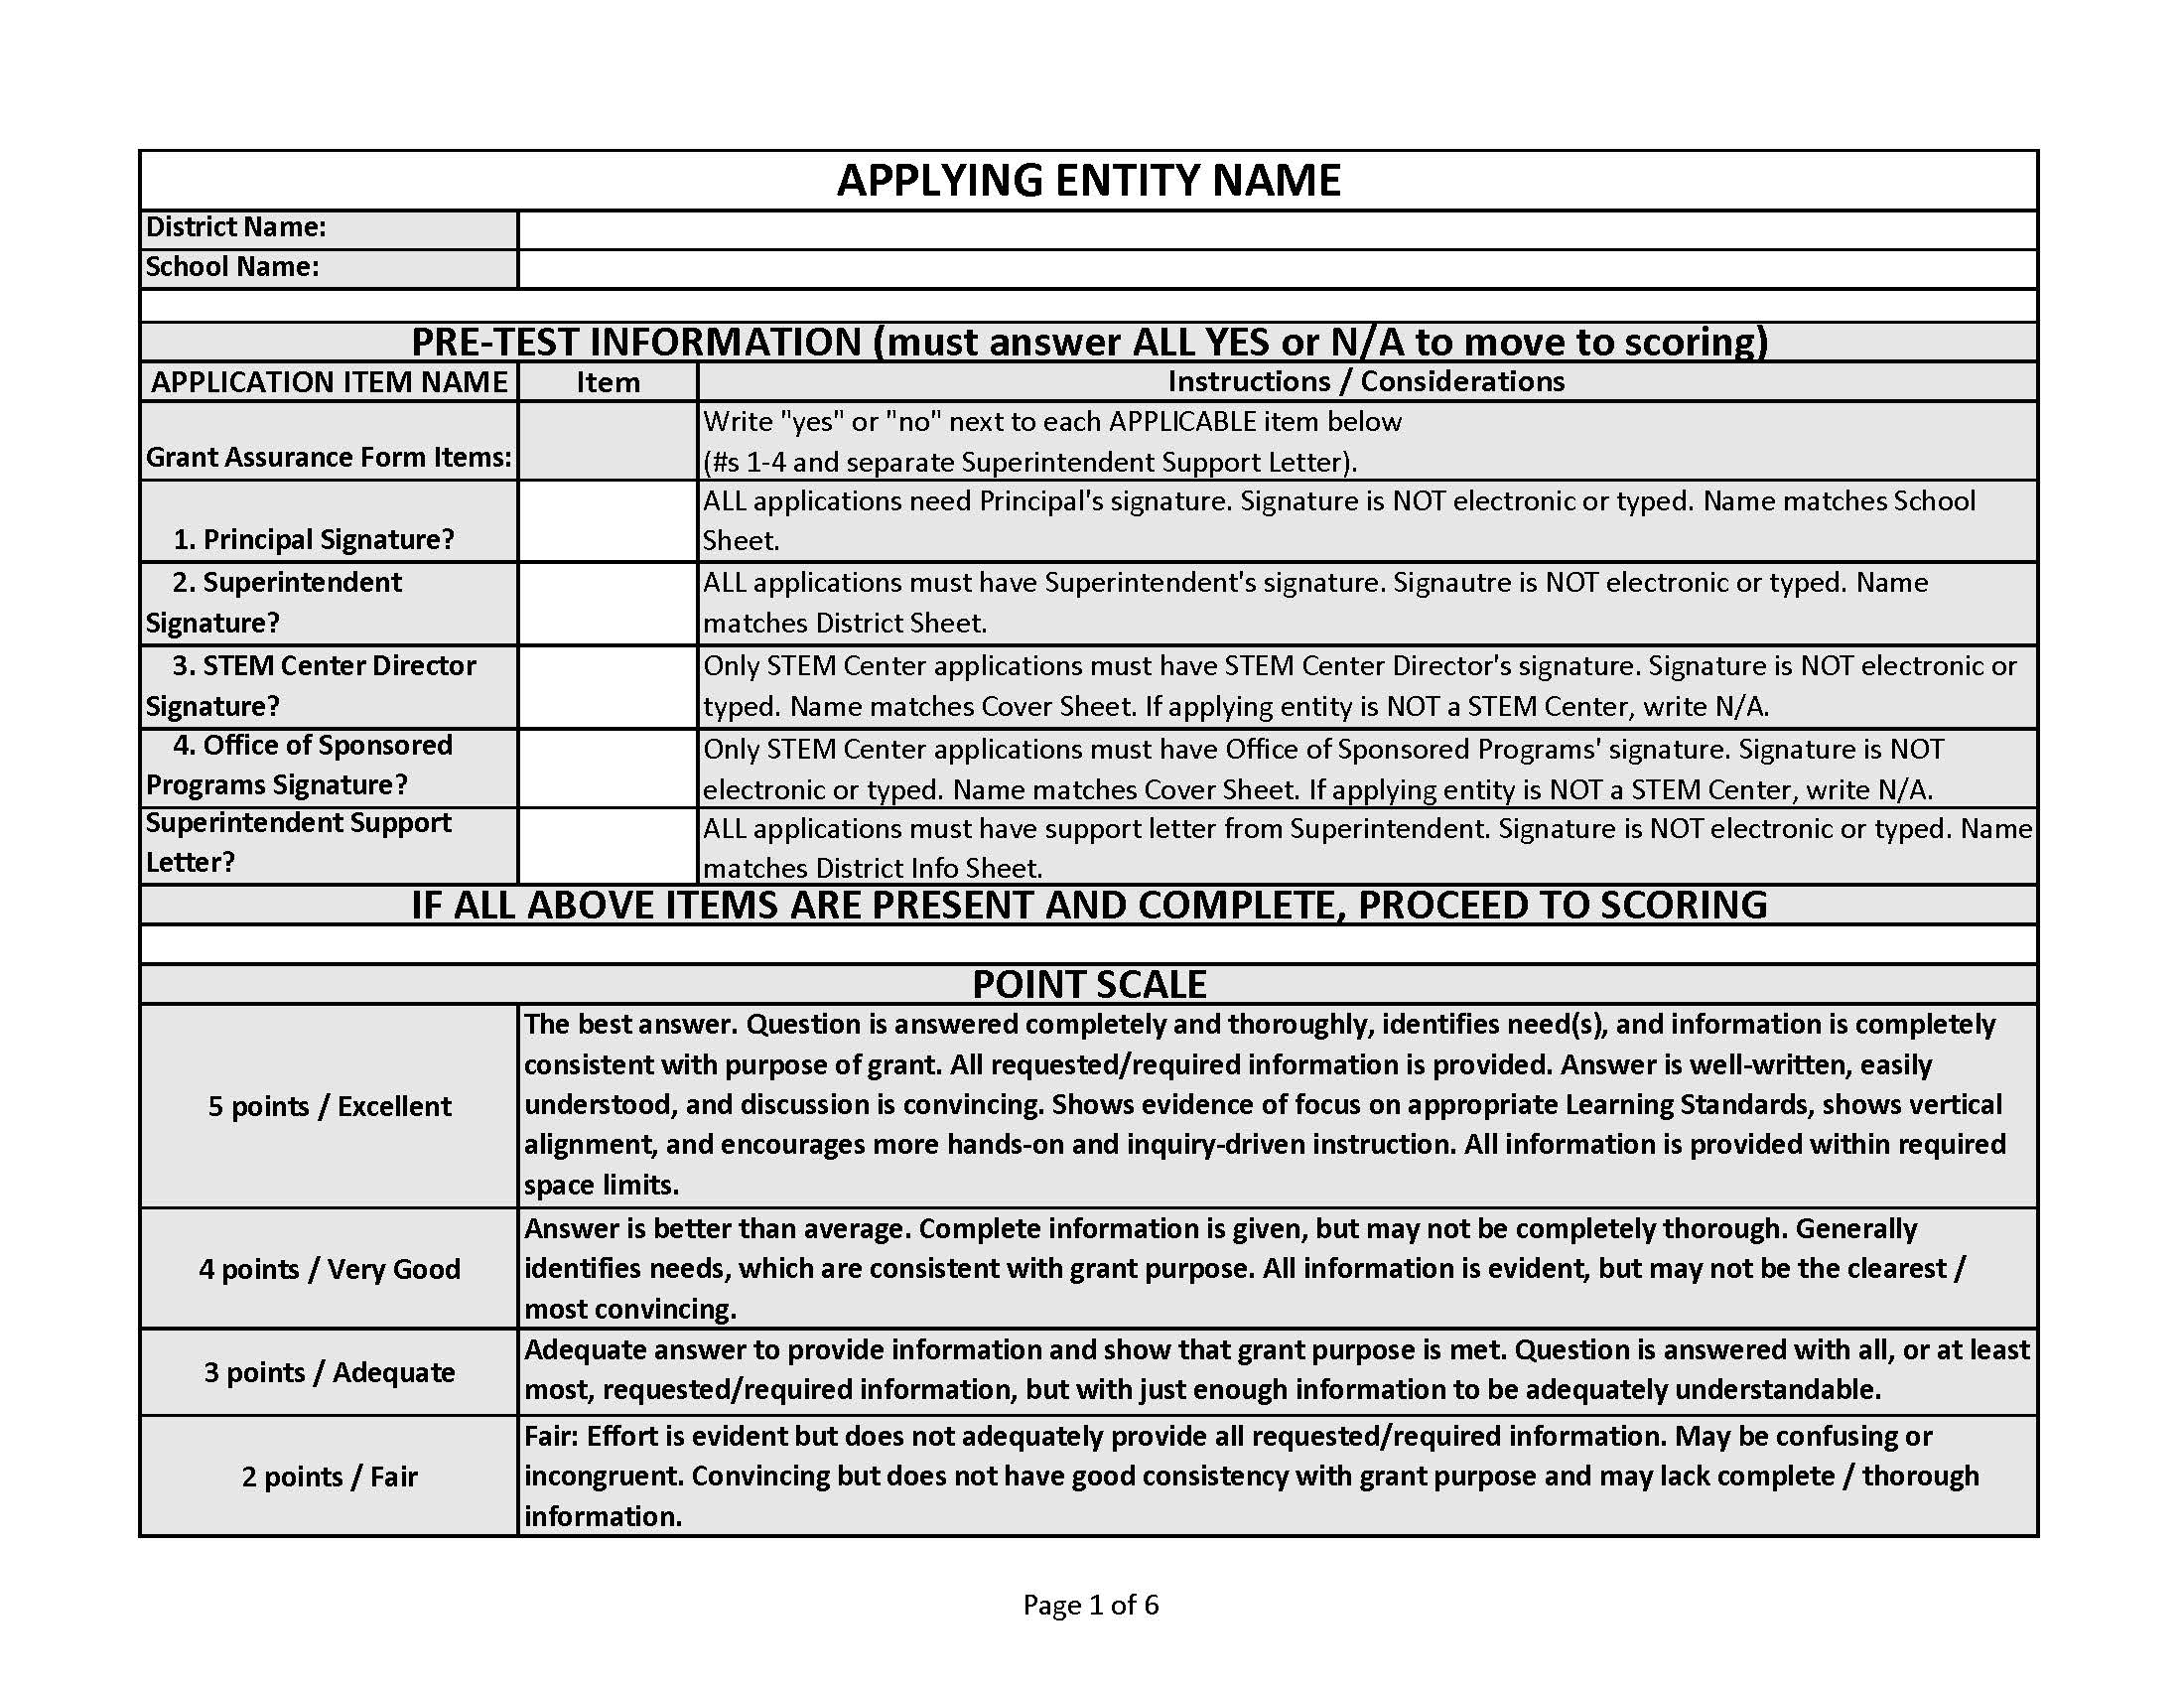 APPLYING ENTITY NAME
District Name:
School Name:
PRE-TEST INFORMATION (must answer ALL YES or N/A to move to scoring)
APPLICATION ITEM NAME Item Instructions / Considerations
Grant Assurance Form Items:
Write "yes" or "no" next to each APPLICABLE item below
(#s 1-4 and separate Superintendent Support Letter).
1. Principal Signature?
ALL applications need Principal's signature. Signature is NOT electronic or typed. Name matches School
Sheet.
2. Superintendent
Signature?
ALL applications must have Superintendent's signature. Signautre is NOT electronic or typed. Name
matches District Sheet.
3. STEM Center Director
Signature?
Only STEM Center applications must have STEM Center Director's signature. Signature is NOT electronic or
typed. Name matches Cover Sheet. If applying entity is NOT a STEM Center, write N/A.
4. Office of Sponsored
Programs Signature?
Only STEM Center applications must have Office of Sponsored Programs' signature. Signature is NOT
electronic or typed. Name matches Cover Sheet. If applying entity is NOT a STEM Center, write N/A.
Superintendent Support
Letter?
ALL applications must have support letter from Superintendent. Signature is NOT electronic or typed. Name
matches District Info Sheet.
IF ALL ABOVE ITEMS ARE PRESENT AND COMPLETE, PROCEED TO SCORING
POINT SCALE
5 points / Excellent
The best answer. Question is answered completely and thoroughly, identifies need(s), and information is completely
consistent with purpose of grant. All requested/required information is provided. Answer is well-written, easily
understood, and discussion is convincing. Shows evidence of focus on appropriate Learning Standards, shows vertical
alignment, and encourages more hands-on and inquiry-driven instruction. All information is provided within required
space limits.
4 points / Very Good
Answer is better than average. Complete information is given, but may not be completely thorough. Generally
identifies needs, which are consistent with grant purpose. All information is evident, but may not be the clearest /
most convincing.
3 points / Adequate
Adequate answer to provide information and show that grant purpose is met. Question is answered with all, or at least
most, requested/required information, but with just enough information to be adequately understandable.
2 points / Fair
Fair: Effort is evident but does not adequately provide all requested/required information. May be confusing or
incongruent. Convincing but does not have good consistency with grant purpose and may lack complete / thorough
information.
Page 1 of 6